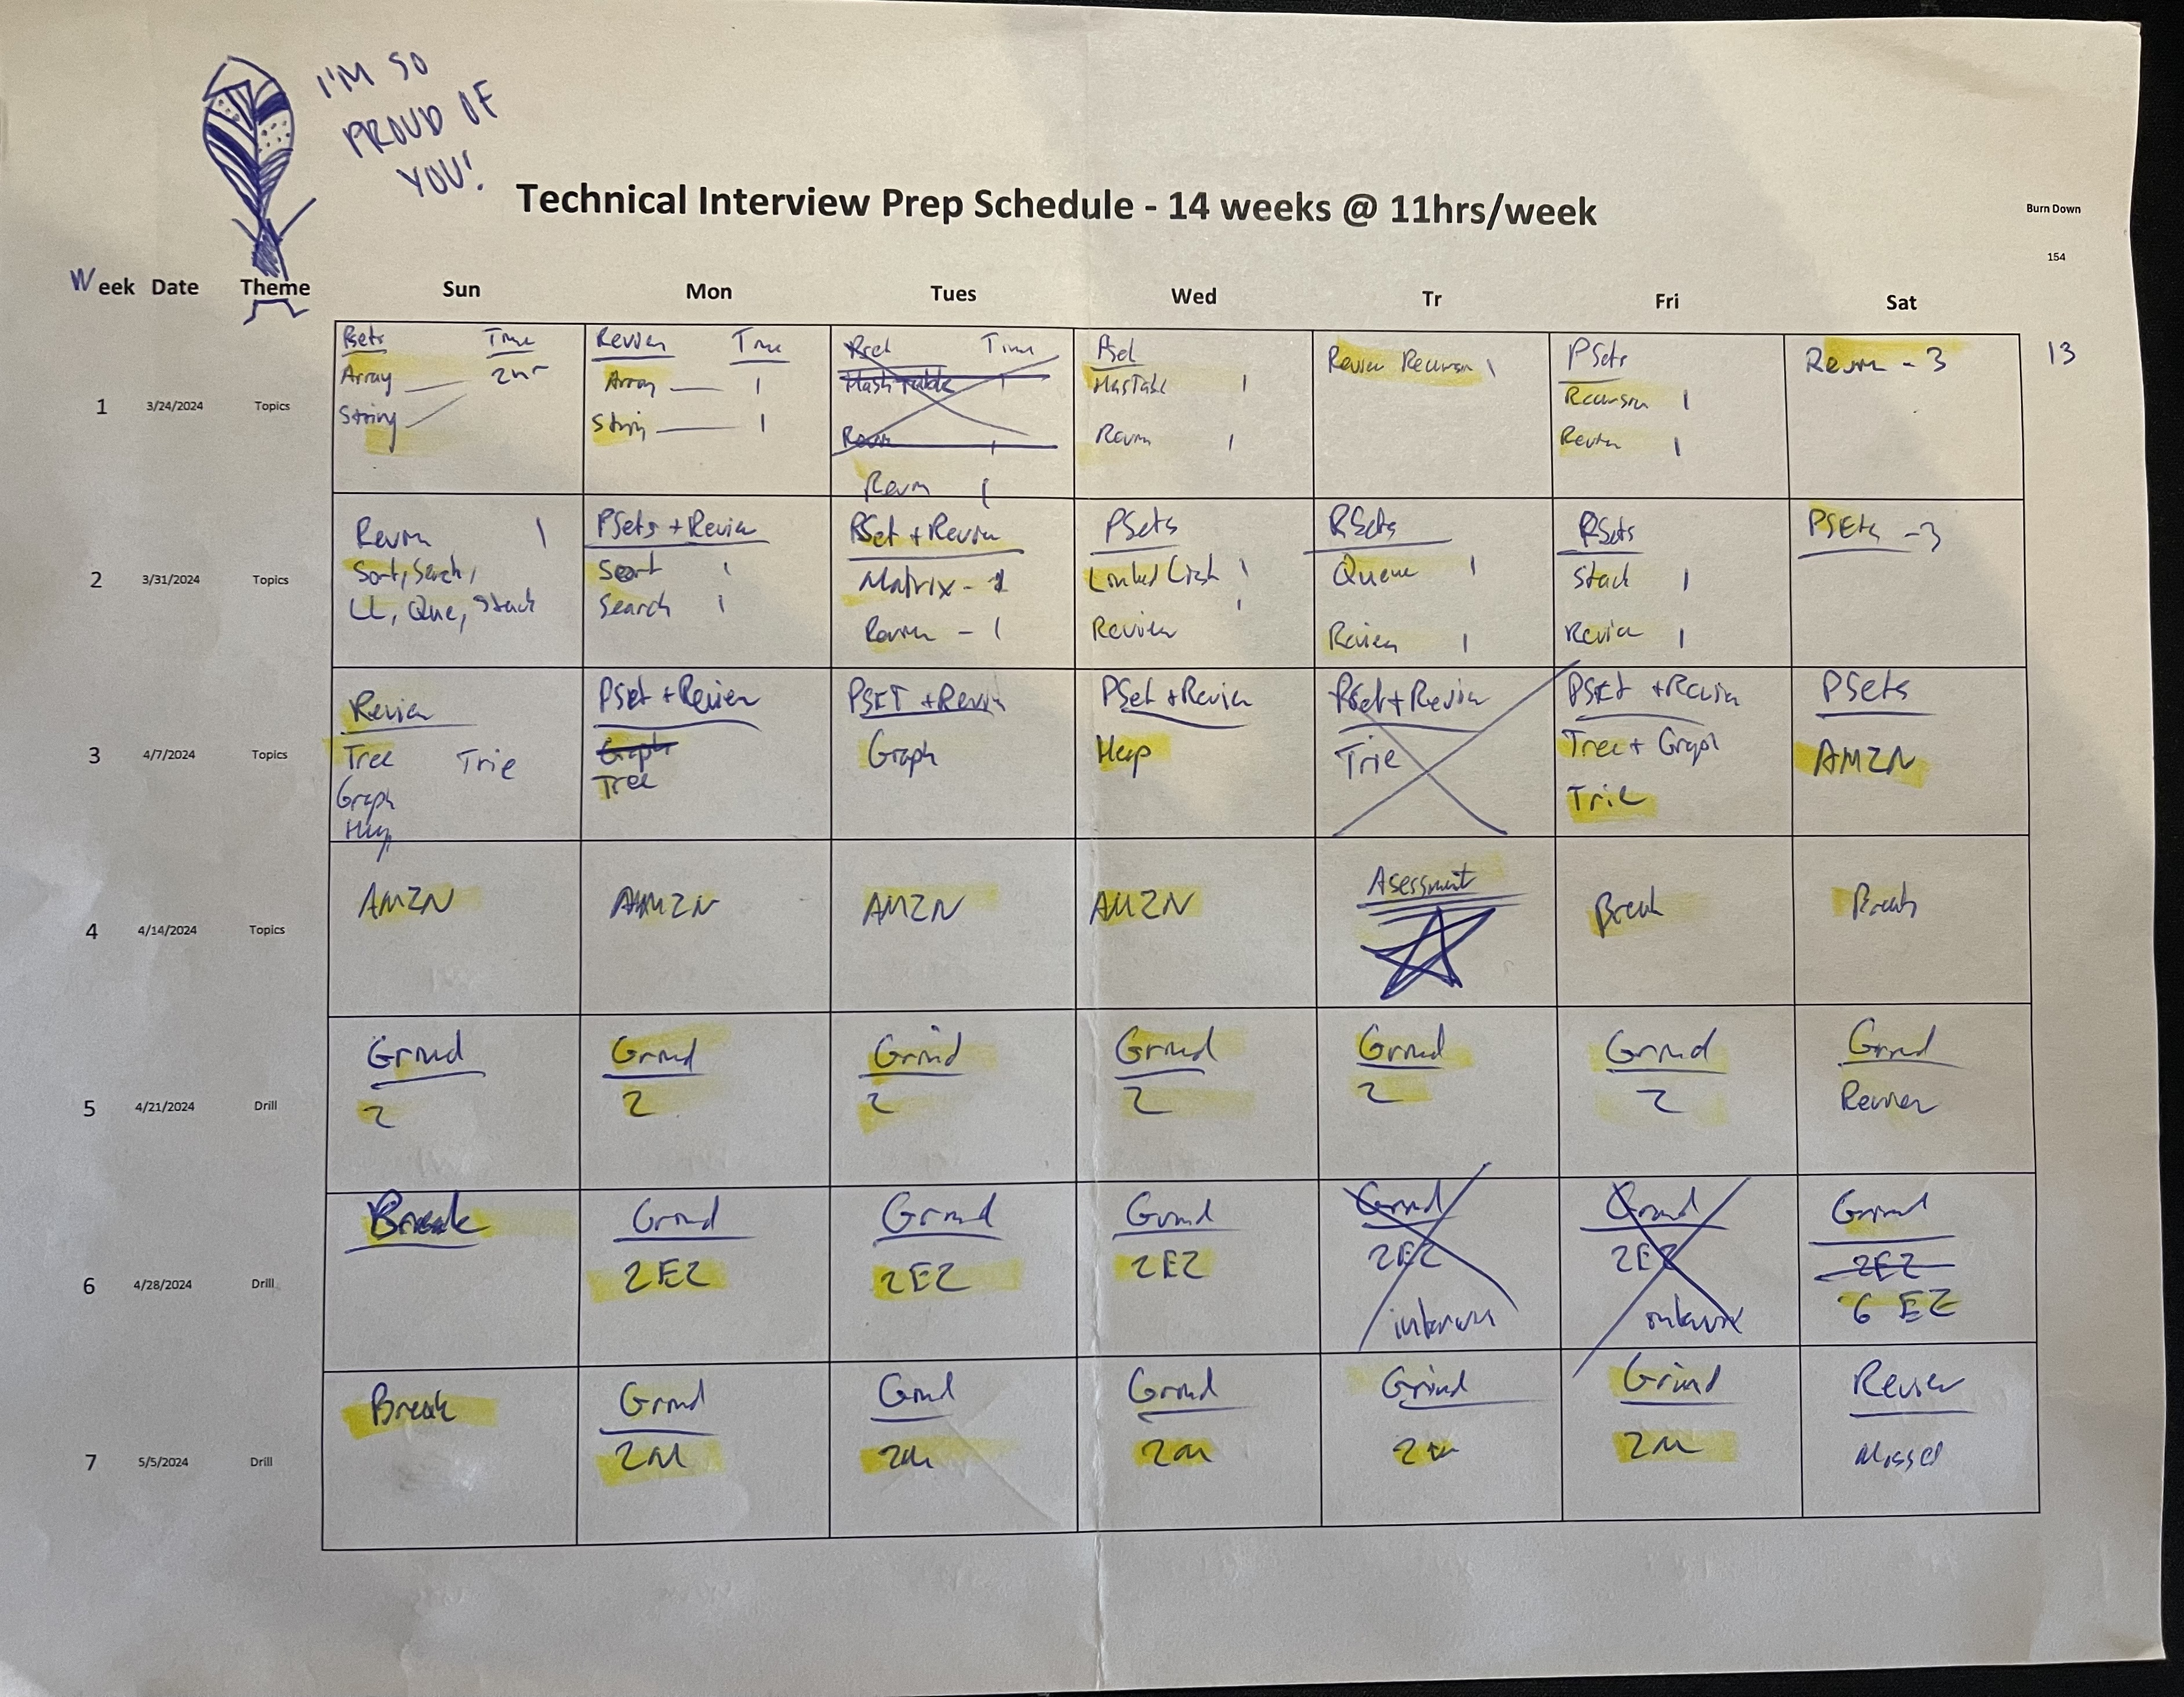 I'M SO
PROUD OF
YOU!
Technical Interview Prep Schedule - 14 weeks @ 11hrs/week
Burn Down
154
Week Date Theme Sun Mon Tues Wed Tr Fri Sat
1 3/24/2024 Topics
Psets Time
Array 2hr
String
Review Time
Array 1
String 1
Pset Time
Hash table 1
Revw 1
Revw 1
Pset
HasTable 1
Revw 1
Review Recursion 1
PSets
Recursion 1
Review 1
Revw - 3
13
2 3/31/2024 Topics
Revw 1
Sort, Serch,
LL, Que, Stack
PSets + Review
Sort 1
Search 1
PSet + Review
Matrix - 1
Review - 1
PSets
Linked List 1
Review 1
PSets
Queue 1
Review 1
PSets
Stack 1
Review 1
PSEts - 3
3 4/7/2024 Topics
Review
Tree Trie
Graph
Heap
PSet + Review
Graph
Tree
PSET + Review
Graph
PSet + Review
Heap
PSet + Review
Trie
PSET + Review
Tree + Graph
Trie
PSets
AMZN
4 4/14/2024 Topics
AMZN
AMZN
AMZN
AMZN
Asessment
Break
Break
5 4/21/2024 Drill
Grind
2
Grind
2
Grind
2
Grind
2
Grind
2
Grind
2
Grind
Review
6 4/28/2024 Drill
Break
Grind
2EZ
Grind
2EZ
Grind
2EZ
Grind
2EZ
interview
Grind
2EZ
interview
Grind
2EZ
6 EZ
7 5/5/2024 Drill
Break
Grind
2M
Grind
2M
Grind
2M
Grind
2M
Grind
2M
Review
Missed